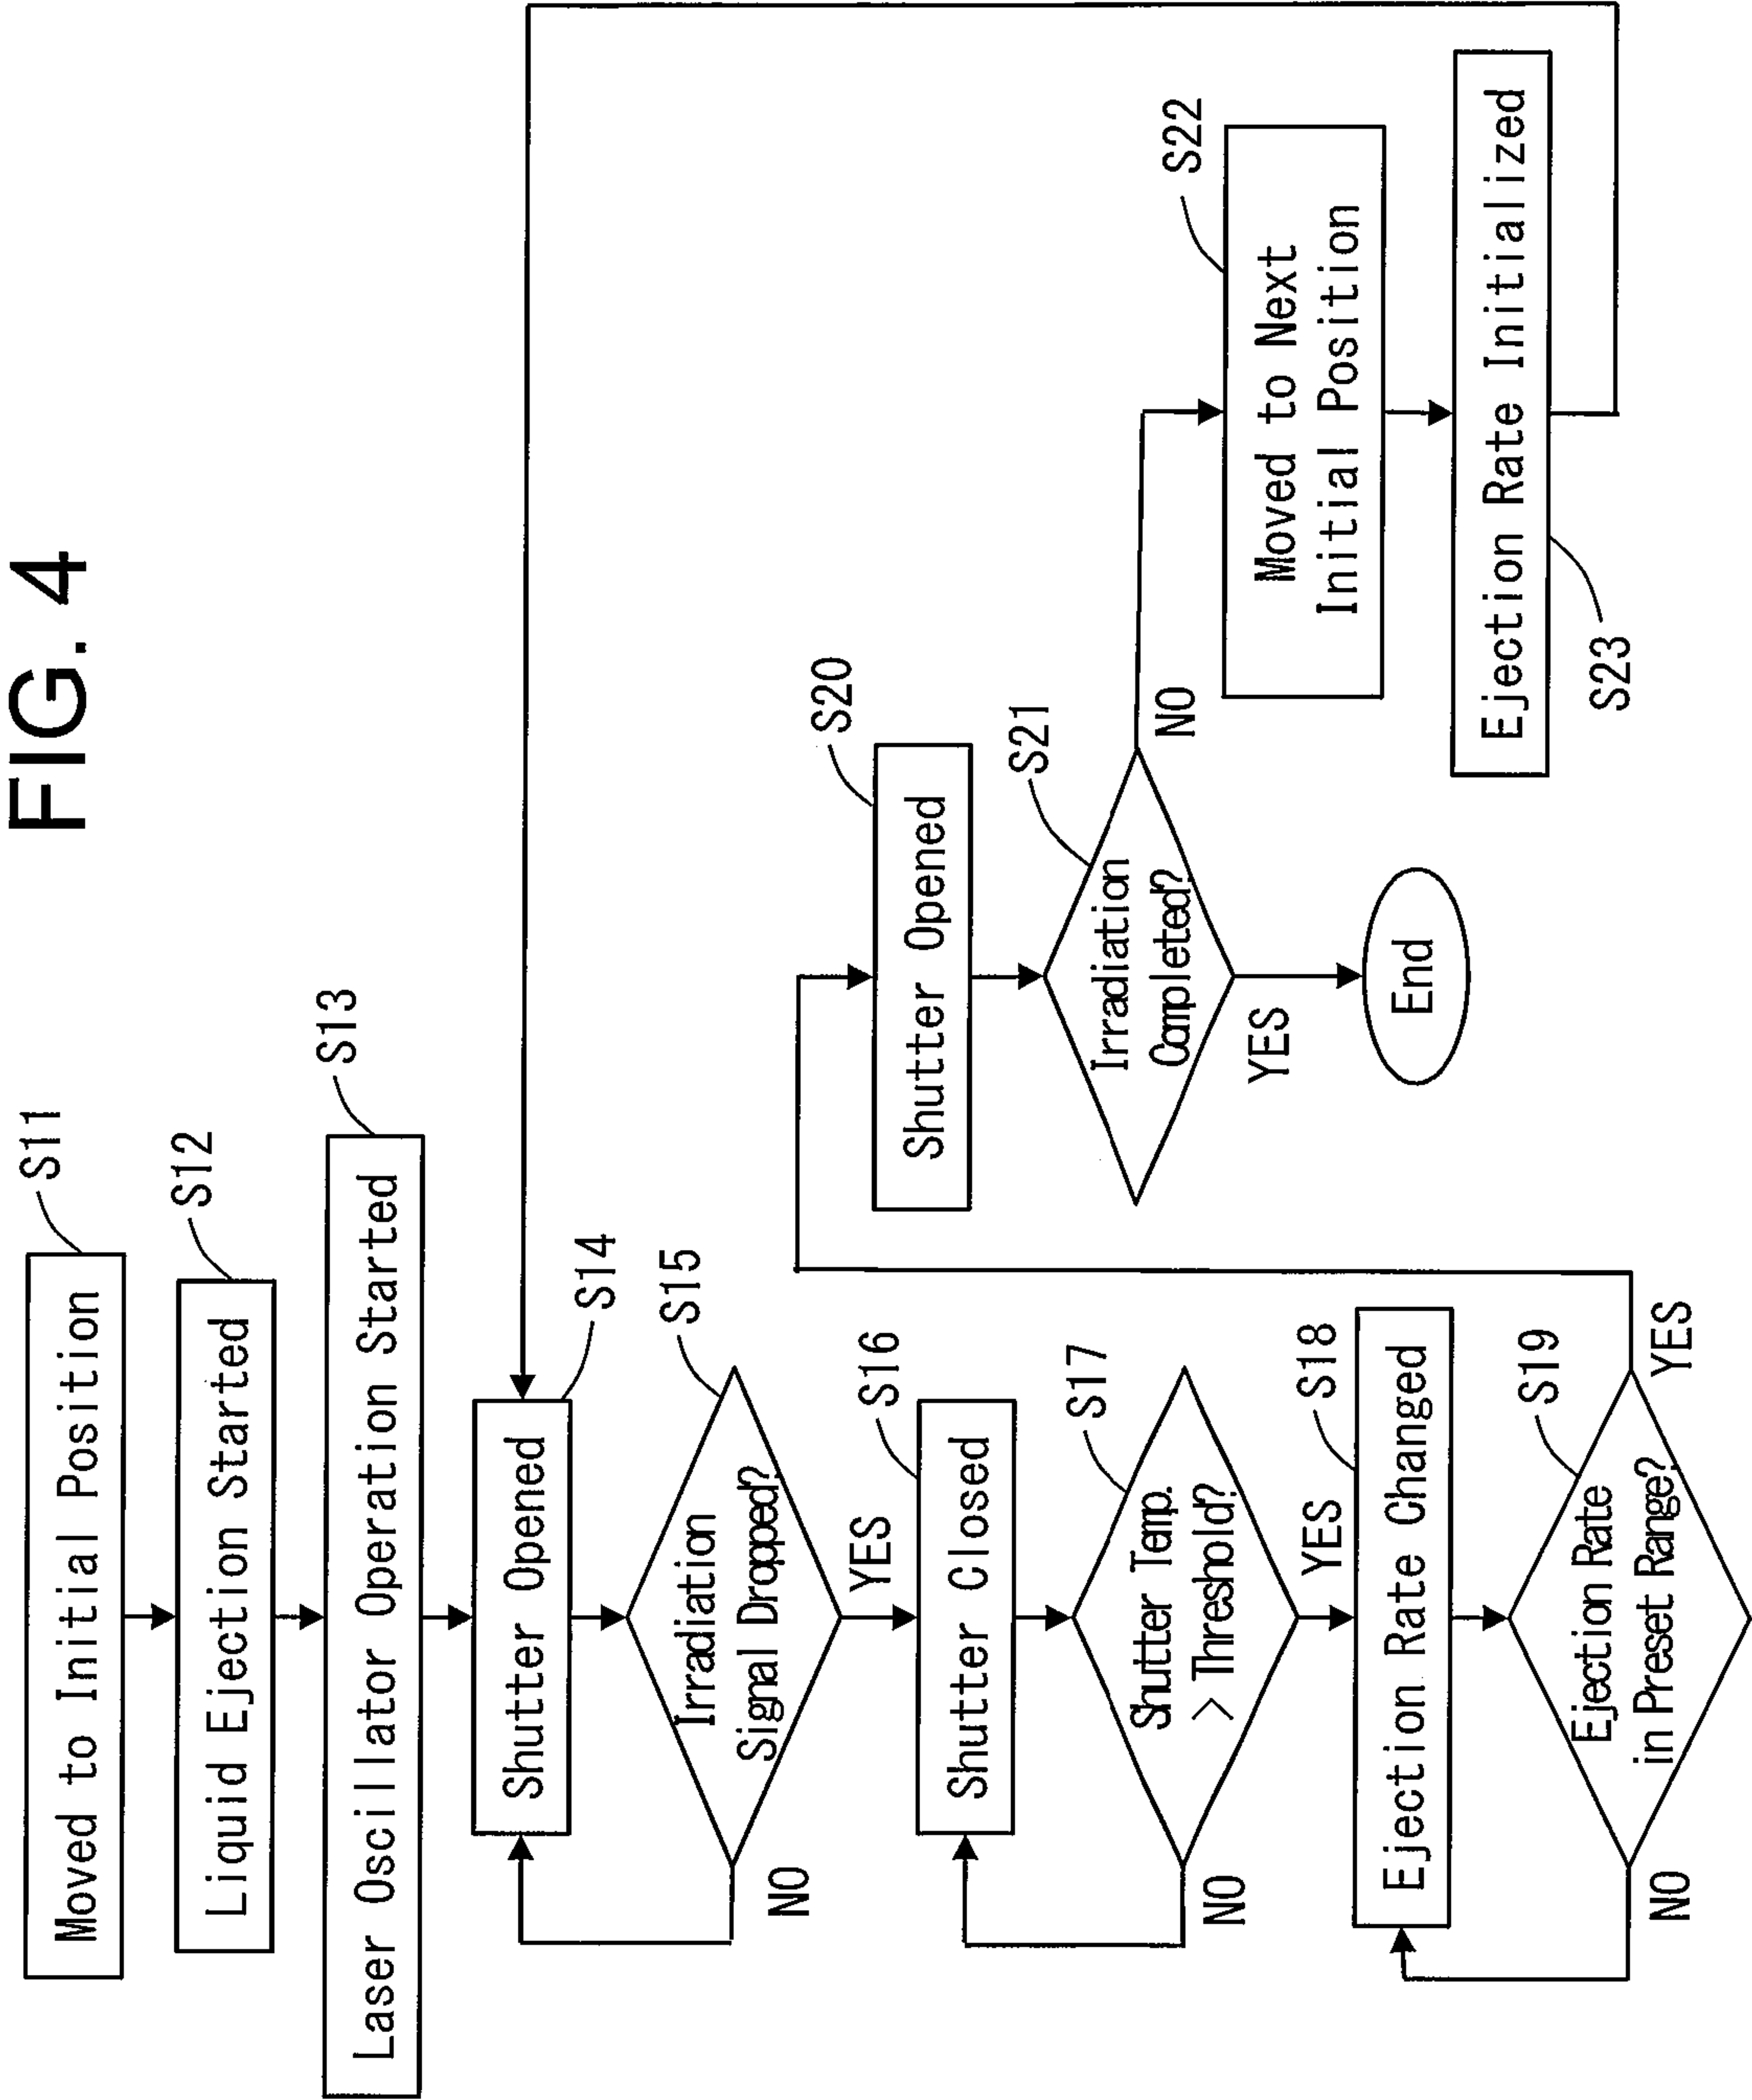 FIG. 4
Moved to Initial Position
S11
Liquid Ejection Started
S12
Laser Oscillator Operation Started
S13
Shutter Opened
S14
Irradiation
Signal Dropped?
S15
NO
YES
Shutter Closed
S16
Shutter Temp.
> Threshold?
S17
NO
YES
Ejection Rate Changed
S18
Ejection Rate
in Preset Range?
S19
NO
YES
Shutter Opened
S20
Irradiation
Completed?
S21
YES
NO
End
Moved to Next
Initial Position
S22
Ejection Rate Initialized
S23